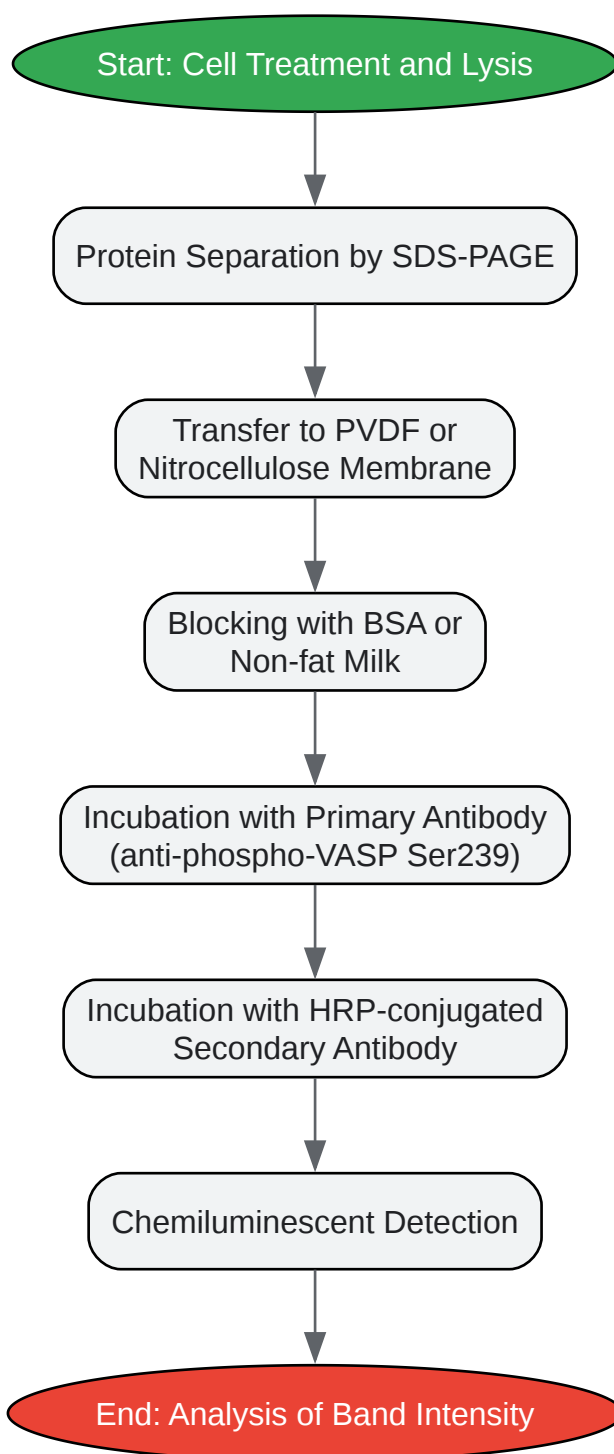 Start: Cell Treatment and Lysis
Protein Separation by SDS-PAGE
Transfer to PVDF or
Nitrocellulose Membrane
Blocking with BSA or
Non-fat Milk
Incubation with Primary Antibody
(anti-phospho-VASP Ser239)
Incubation with HRP-conjugated
Secondary Antibody
Chemiluminescent Detection
End: Analysis of Band Intensity